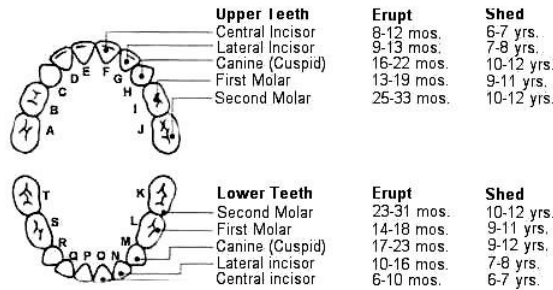 Upper Teeth Erupt Shed
Central Incisor 8-12 mos. 6-7 yrs.
Lateral Incisor 9-13 mos. 7-8 yrs.
Canine (Cuspid) 16-22 mos. 10-12 yrs.
First Molar 13-19 mos. 9-11 yrs.
Second Molar 25-33 mos. 10-12 yrs.
A B C D E F G H I J
Lower Teeth Erupt Shed
Second Molar 23-31 mos. 10-12 yrs.
First Molar 14-18 mos. 9-11 yrs.
Canine (Cuspid) 17-23 mos. 9-12 yrs.
Lateral incisor 10-16 mos. 7-8 yrs.
Central incisor 6-10 mos. 6-7 yrs.
T S R Q P O N M L K